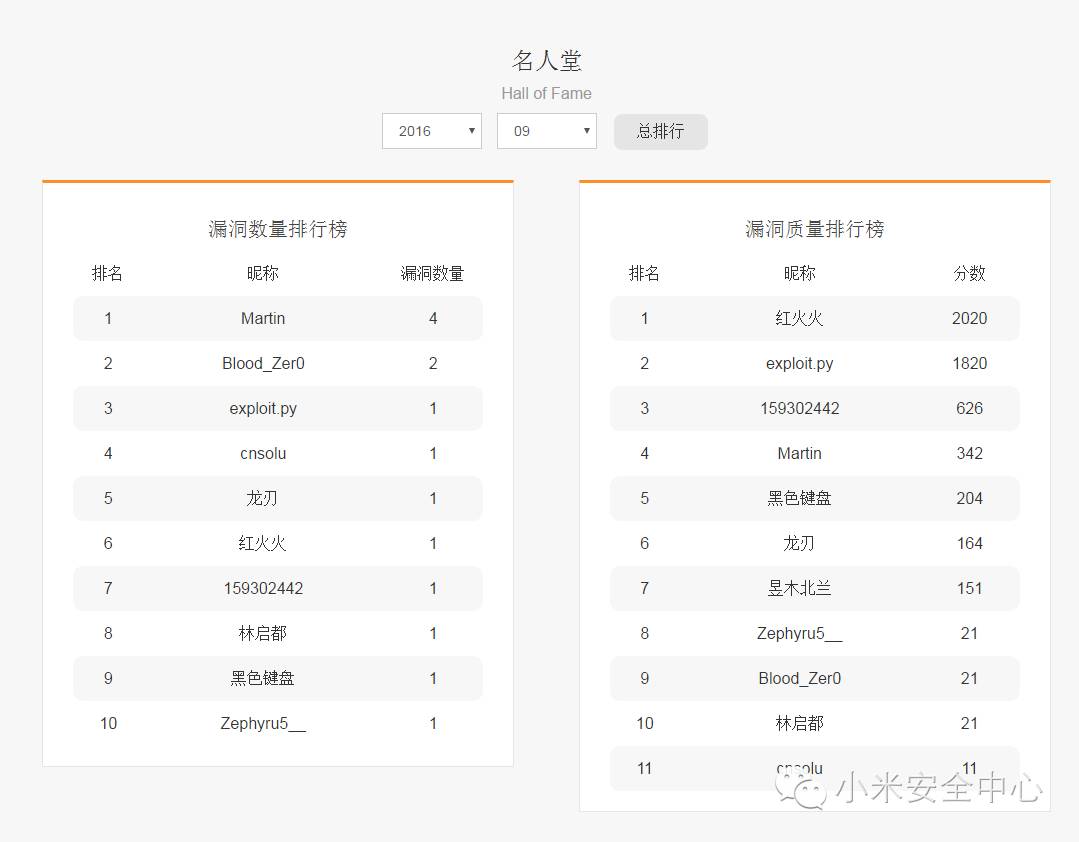 名人堂
Hall of Fame
2016 09 总排行
漏洞数量排行榜
排名 昵称 漏洞数量
1 Martin 4
2 Blood_Zer0 2
3 exploit.py 1
4 cnsolu 1
5 龙刃 1
6 红火火 1
7 159302442 1
8 林启都 1
9 黑色键盘 1
10 Zephyru5__ 1
漏洞质量排行榜
排名 昵称 分数
1 红火火 2020
2 exploit.py 1820
3 159302442 626
4 Martin 342
5 黑色键盘 204
6 龙刃 164
7 昱木北兰 151
8 Zephyru5__ 21
9 Blood_Zer0 21
10 林启都 21
11 cnsolu 11
小米安全中心